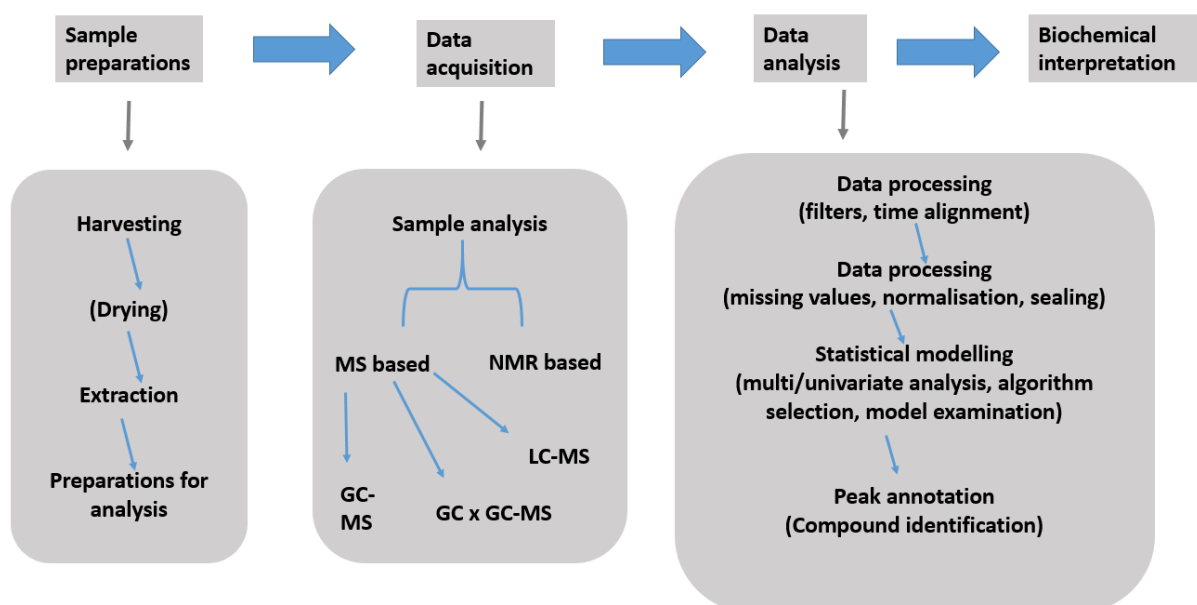 Sample
preparations
Data
acquisition
Data
analysis
Biochemical
interpretation
Harvesting
(Drying)
Extraction
Preparations for
analysis
Sample analysis
MS based
NMR based
LC-MS
GC-
MS
GC x GC-MS
Data processing
(filters, time alignment)
Data processing
(missing values, normalisation, sealing)
Statistical modelling
(multi/univariate analysis, algorithm
selection, model examination)
Peak annotation
(Compound identification)